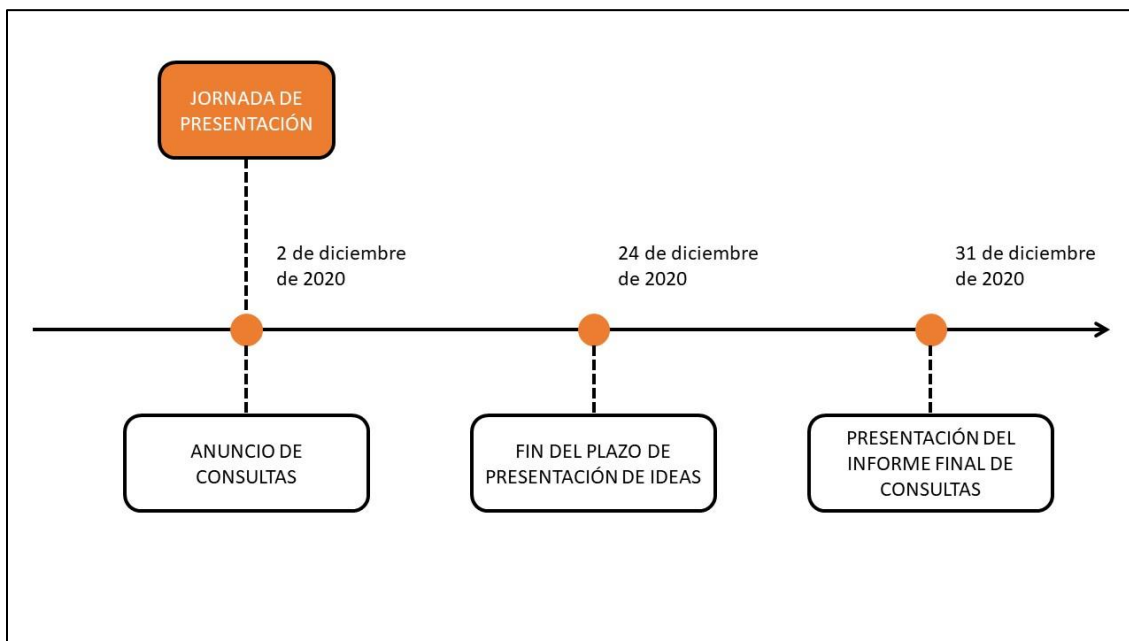 JORNADA DE
PRESENTACIÓN
2 de diciembre
de 2020
24 de diciembre
de 2020
31 de diciembre
de 2020
ANUNCIO DE
CONSULTAS
FIN DEL PLAZO DE
PRESENTACIÓN DE IDEAS
PRESENTACIÓN DEL
INFORME FINAL DE
CONSULTAS